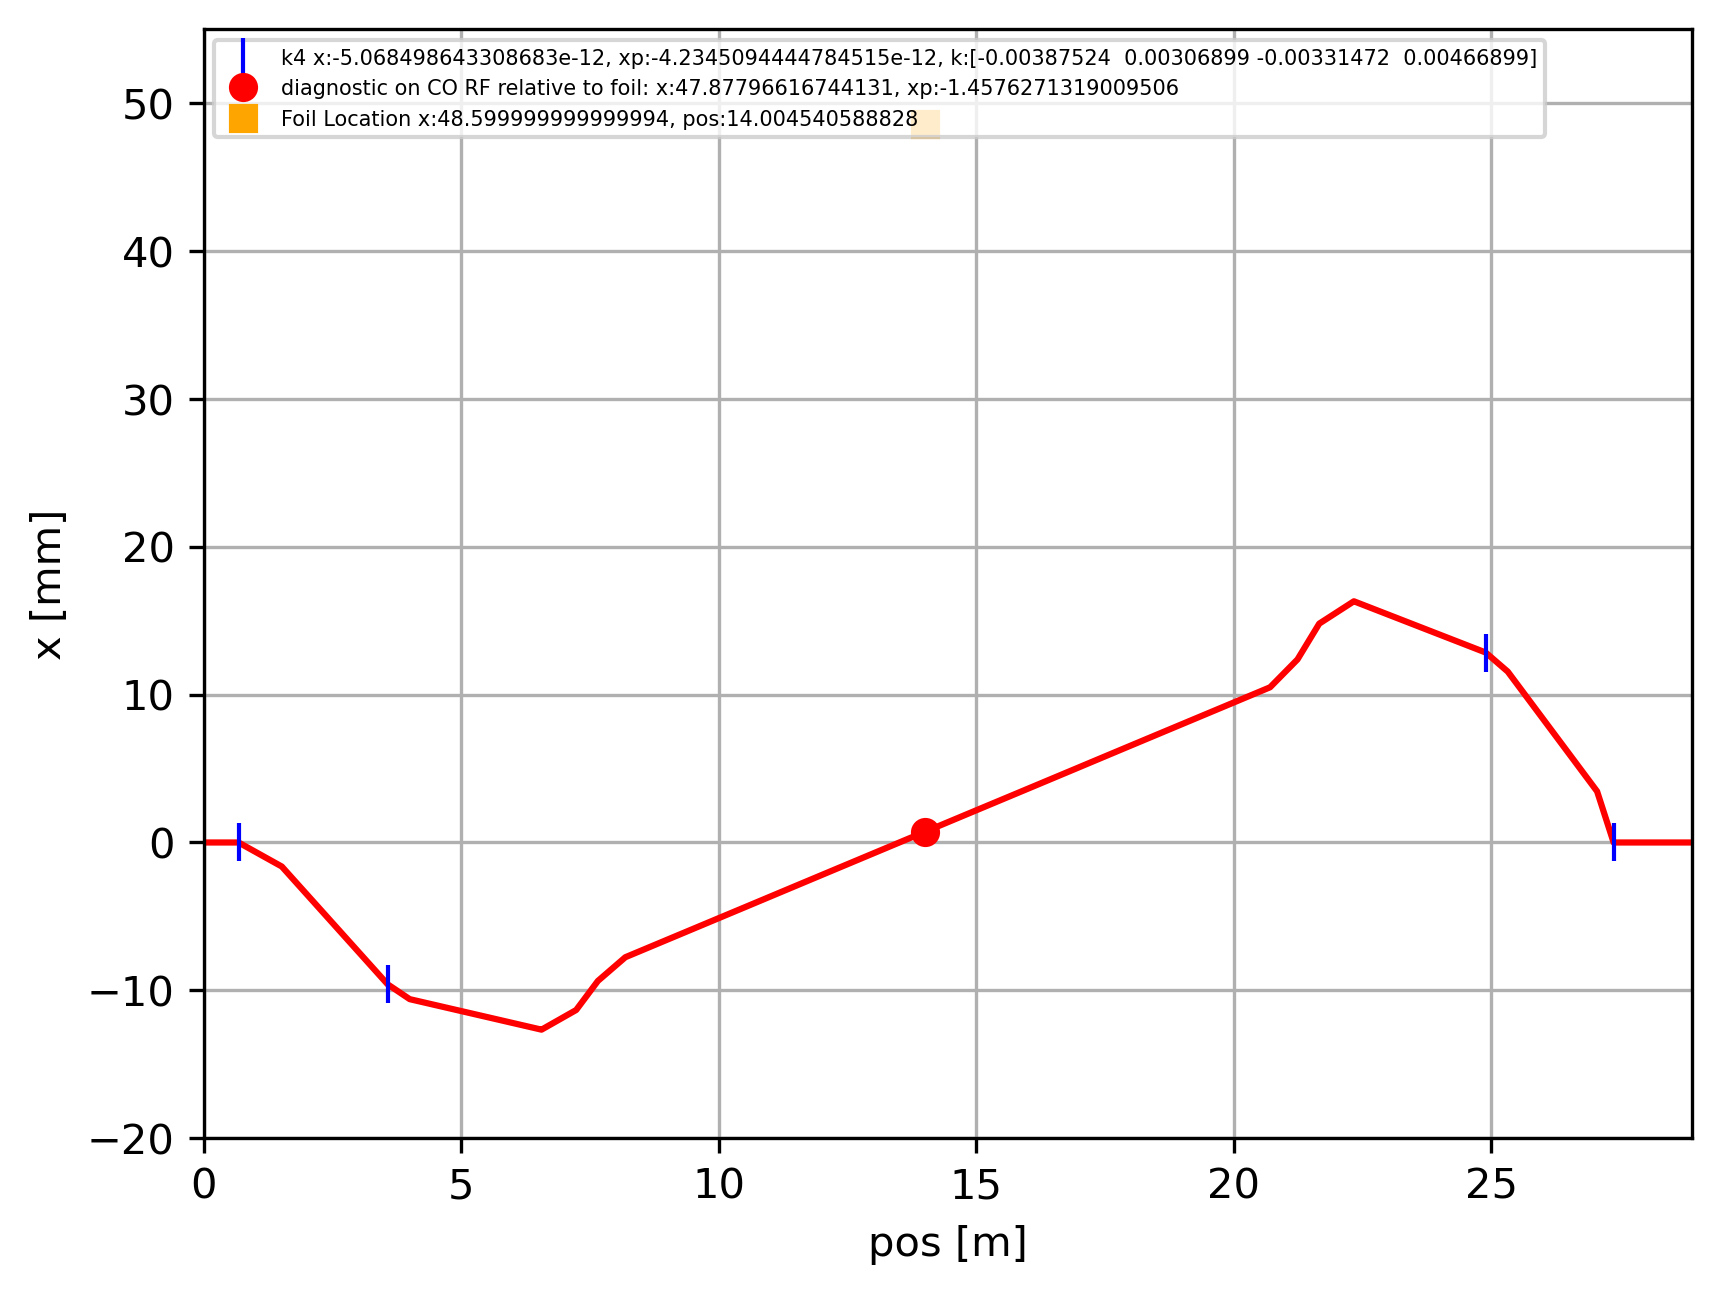 k4 x:-5.068498643308683e-12, xp:-4.2345094444784515e-12, k:[-0.00387524  0.00306899 -0.00331472  0.00466899]
diagnostic on CO RF relative to foil: x:47.87796616744131, xp:-1.4576271319009506
Foil Location x:48.599999999999994, pos:14.004540588828
50
40
30
20
10
0
−10
−20
x [mm]
0 5 10 15 20 25
pos [m]